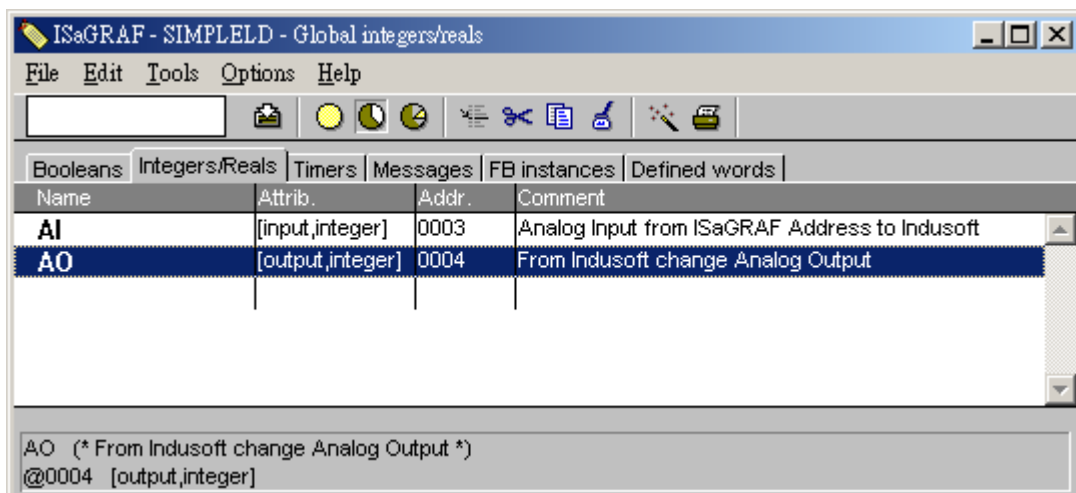 ISaGRAF - SIMPLELD - Global integers/reals
File Edit Tools Options Help
Booleans Integers/Reals Timers Messages FB instances Defined words
Name Attrib. Addr. Comment
AI [input,integer] 0003 Analog Input from ISaGRAF Address to Indusoft
AO [output,integer] 0004 From Indusoft change Analog Output
AO (* From Indusoft change Analog Output *)
@0004 [output,integer]